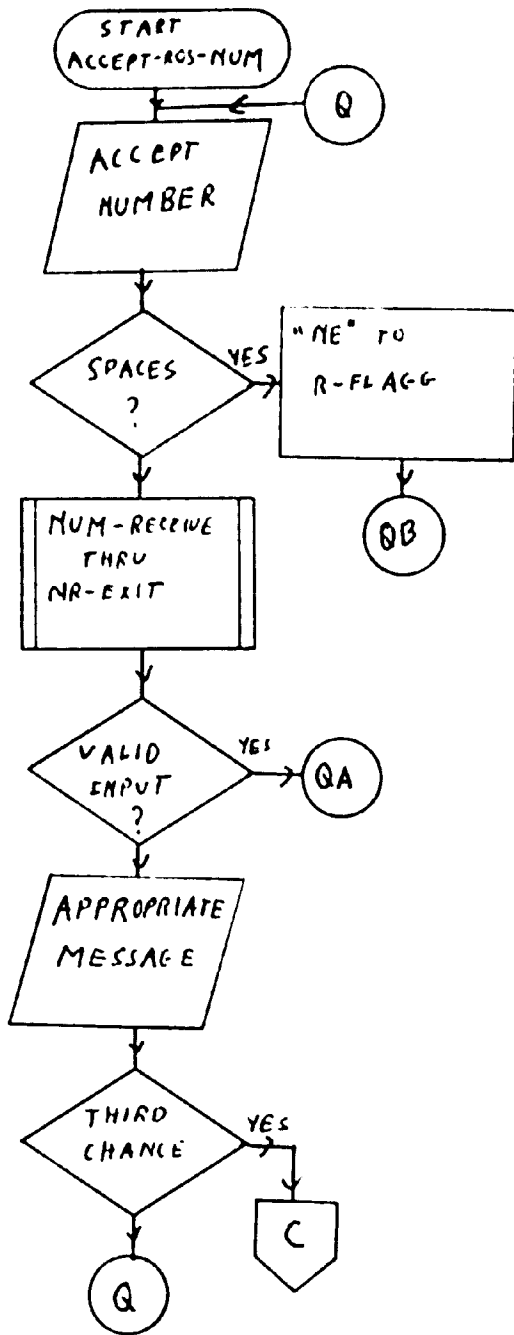 START
ACCEPT-RCS-NUM
Q
ACCEPT
NUMBER
SPACES
?
YES
"NE" TO
R-FLAGG
QB
NUM-RECEIVE
THRU
NR-EXIT
VALID
INPUT
?
YES
QA
APPROPRIATE
MESSAGE
THIRD
CHANCE
YES
C
Q